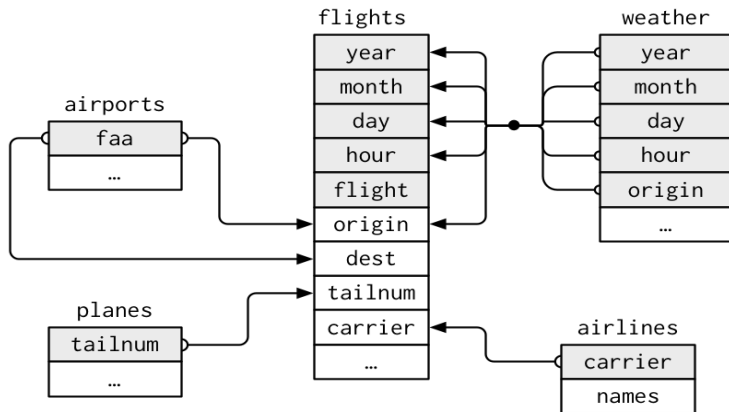 flights
year
month
day
hour
flight
origin
dest
tailnum
carrier
…
airports
faa
…
planes
tailnum
…
weather
year
month
day
hour
origin
…
airlines
carrier
names